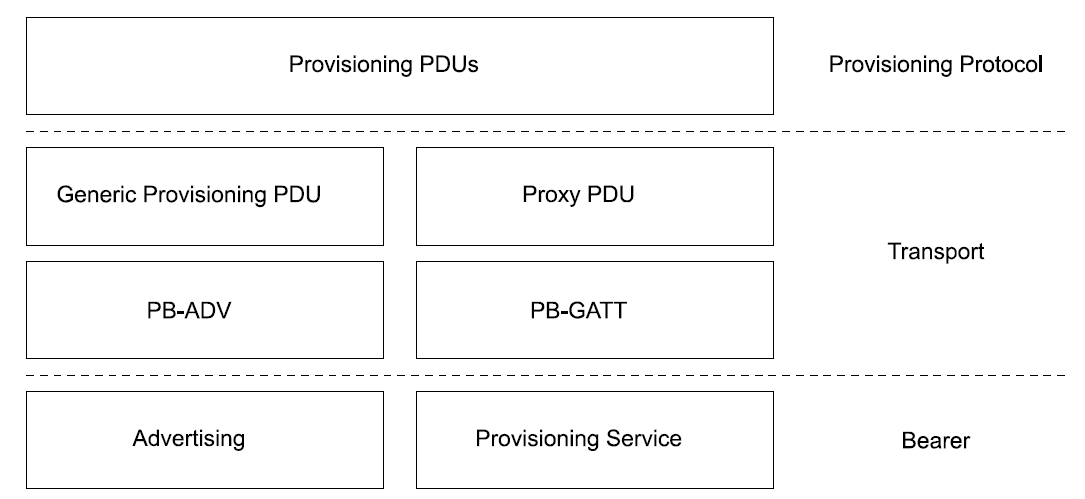 Provisioning PDUs
Provisioning Protocol
Generic Provisioning PDU
Proxy PDU
Transport
PB-ADV
PB-GATT
Advertising
Provisioning Service
Bearer